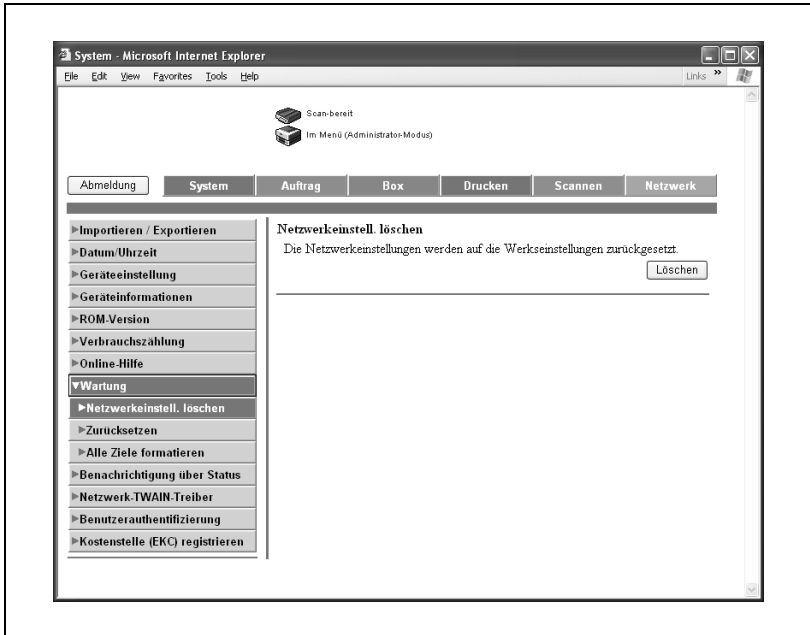 System - Microsoft Internet Explorer
File Edit View Favorites Tools Help Links »
Scan-bereit
Im Menü (Administrator-Modus)
Abmeldung System Auftrag Box Drucken Scannen Netzwerk
Importieren / Exportieren
Datum/Uhrzeit
Geräteeinstellung
Geräteinformationen
ROM-Version
Verbrauchszählung
Online-Hilfe
Wartung
Netzwerkeinstell. löschen
Zurücksetzen
Alle Ziele formatieren
Benachrichtigung über Status
Netzwerk-TWAIN-Treiber
Benutzerauthentifizierung
Kostenstelle (EKC) registrieren
Netzwerkeinstell. löschen
Die Netzwerkeinstellungen werden auf die Werkseinstellungen zurückgesetzt.
Löschen